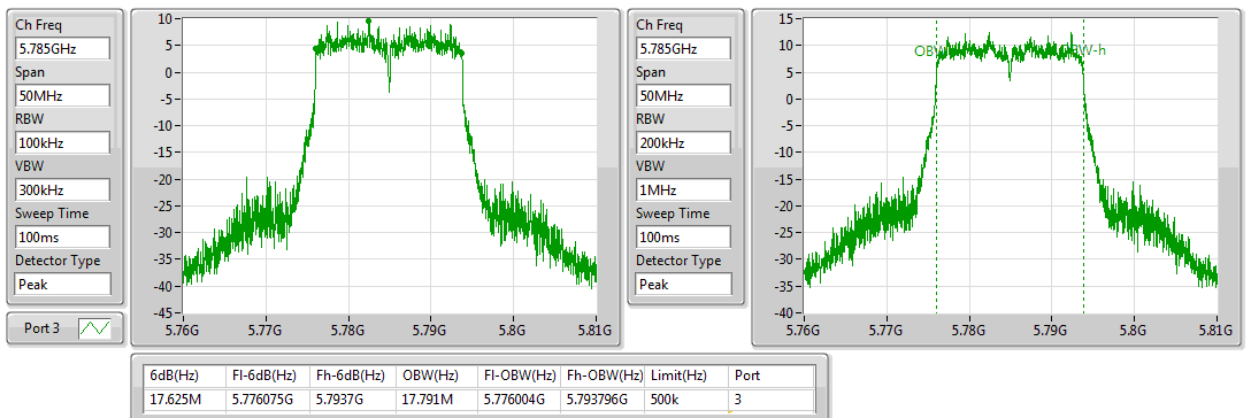 Ch Freq
5.785GHz
Span
50MHz
RBW
100kHz
VBW
300kHz
Sweep Time
100ms
Detector Type
Peak
Port 3
10
5
0
-5
-10
-15
-20
-25
-30
-35
-40
-45
5.76G 5.77G 5.78G 5.79G 5.8G 5.81G
Ch Freq
5.785GHz
Span
50MHz
RBW
200kHz
VBW
1MHz
Sweep Time
100ms
Detector Type
Peak
15
10
5
0
-5
-10
-15
-20
-25
-30
-35
-40
5.76G 5.77G 5.78G 5.79G 5.8G 5.81G
6dB(Hz) Fl-6dB(Hz) Fh-6dB(Hz) OBW(Hz) Fl-OBW(Hz) Fh-OBW(Hz) Limit(Hz) Port
17.625M 5.776075G 5.7937G 17.791M 5.776004G 5.793796G 500k 3